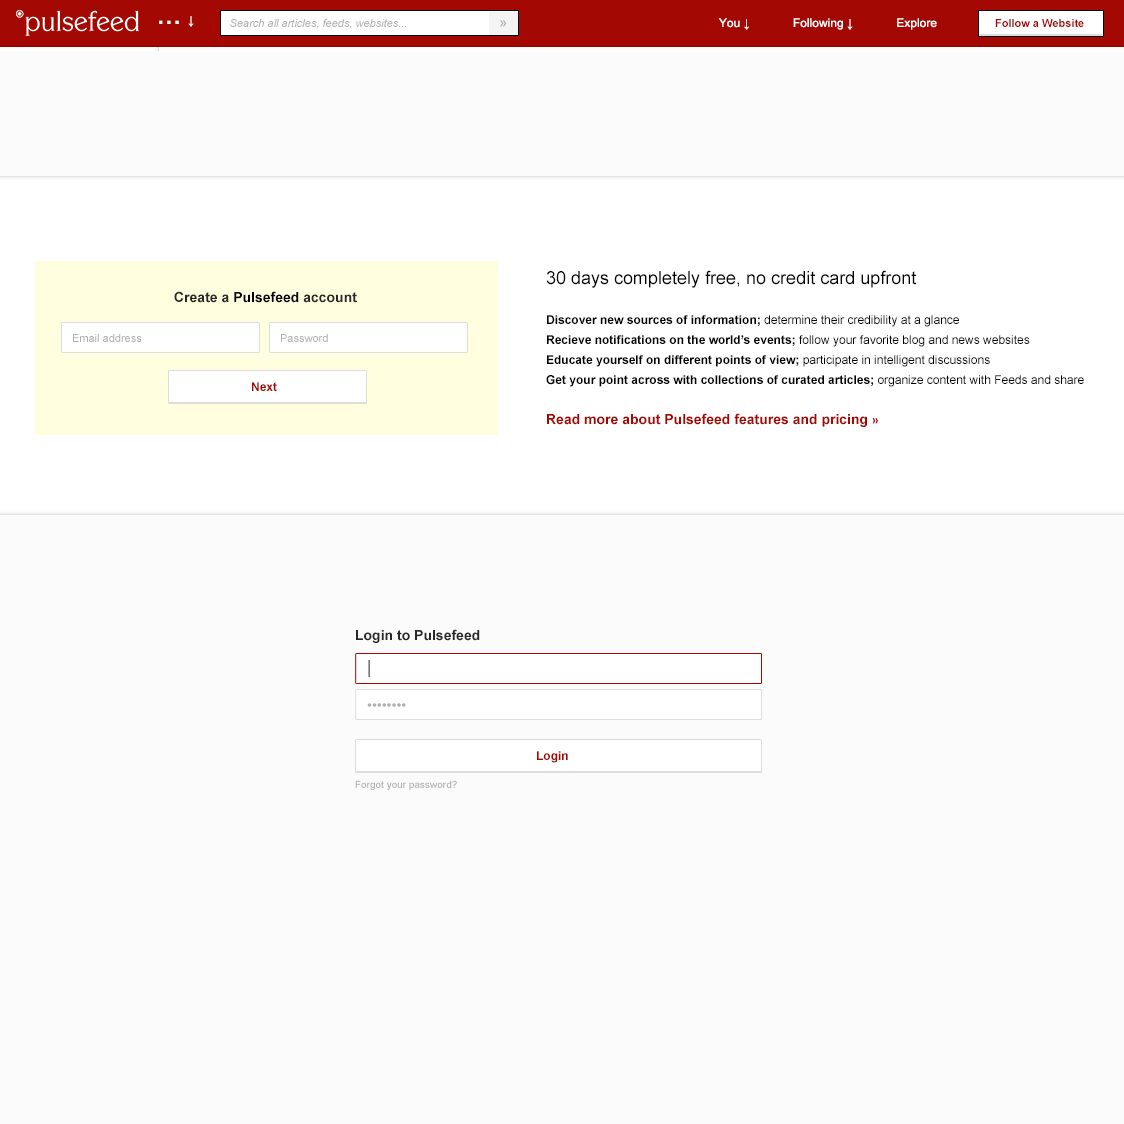 pulsefeed ... ↓ Search all articles, feeds, websites... » You ↓ Following ↓ Explore Follow a Website
Create a Pulsefeed account
Email address Password
Next
30 days completely free, no credit card upfront
Discover new sources of information; determine their credibility at a glance
Recieve notifications on the world's events; follow your favorite blog and news websites
Educate yourself on different points of view; participate in intelligent discussions
Get your point across with collections of curated articles; organize content with Feeds and share
Read more about Pulsefeed features and pricing »
Login to Pulsefeed
••••••••
Login
Forgot your password?